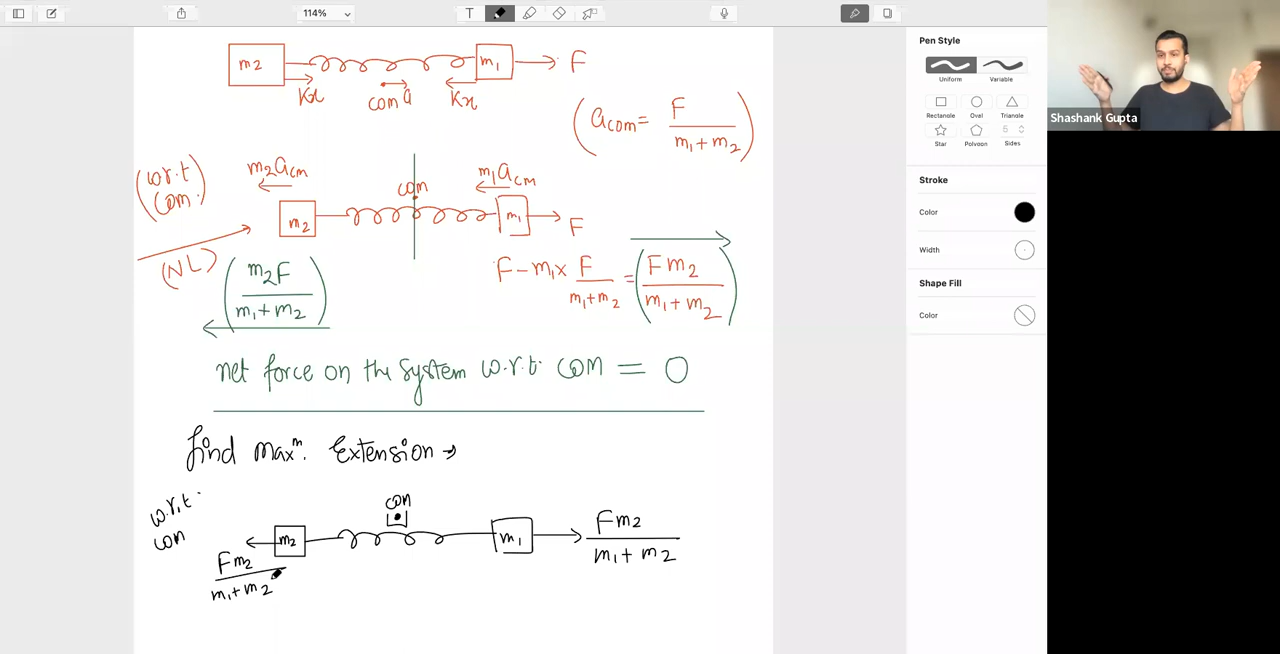 114%
T
Pen Style
Uniform
Variable
Rectangle
Oval
Triangle
Star
Polygon
5
Sides
Stroke
Color
Width
Shape Fill
Color
Shashank Gupta
m2
m1
F
Kx
com a
Kx
(acom = F / m1+m2)
(w.r.t com.)
m2acm
com
m1acm
m2
m1
F
(NL)
(m2F / m1+m2)
F - m1 x F / m1+m2 = (Fm2 / m1+m2)
net force on the system w.r.t. com = 0
find maxm. Extension →
w.r.t. com
com
m2
m1
Fm2 / m1+m2
Fm2 / m1+m2